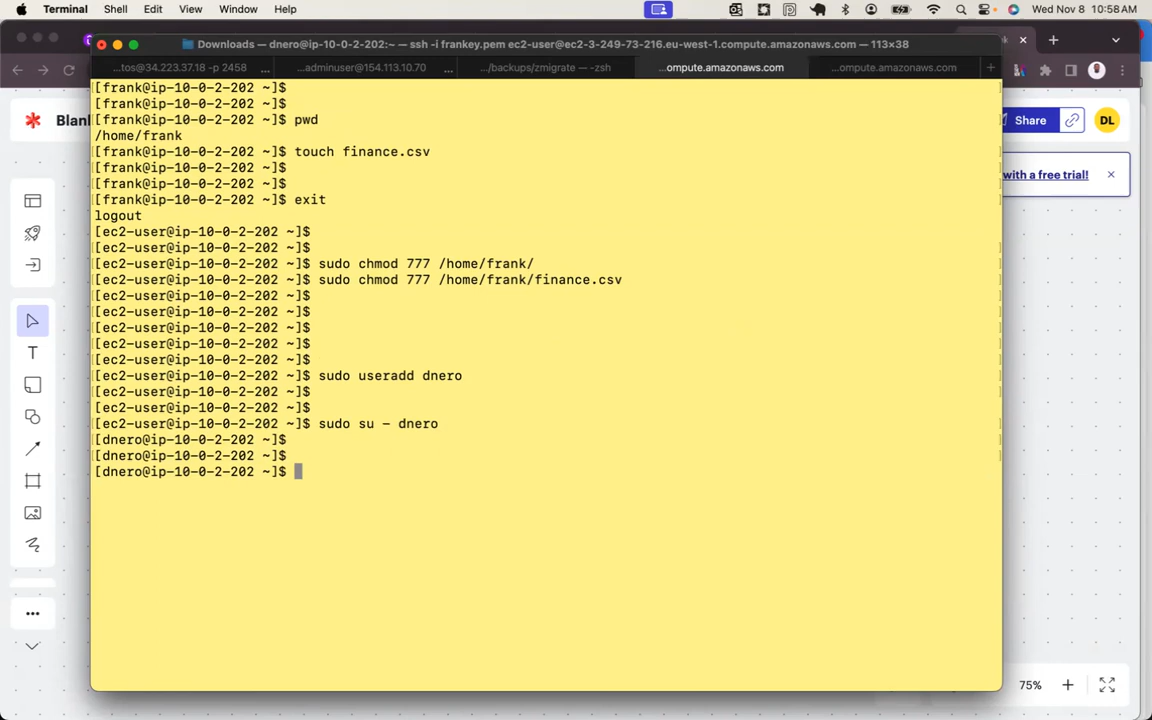 Terminal Shell Edit View Window Help Wed Nov 8 10:58 AM
Downloads — dnero@ip-10-0-2-202:~ — ssh -i frankey.pem ec2-user@ec2-3-249-73-216.eu-west-1.compute.amazonaws.com — 113×38
...tos@34.223.37.18 -p 2458 ... ...adminuser@154.113.10.70 ... .../backups/zmigrate — -zsh ...ompute.amazonaws.com ...ompute.amazonaws.com
[frank@ip-10-0-2-202 ~]$
[frank@ip-10-0-2-202 ~]$
[frank@ip-10-0-2-202 ~]$ pwd
/home/frank
[frank@ip-10-0-2-202 ~]$ touch finance.csv
[frank@ip-10-0-2-202 ~]$
[frank@ip-10-0-2-202 ~]$
[frank@ip-10-0-2-202 ~]$ exit
logout
[ec2-user@ip-10-0-2-202 ~]$
[ec2-user@ip-10-0-2-202 ~]$
[ec2-user@ip-10-0-2-202 ~]$ sudo chmod 777 /home/frank/
[ec2-user@ip-10-0-2-202 ~]$ sudo chmod 777 /home/frank/finance.csv
[ec2-user@ip-10-0-2-202 ~]$
[ec2-user@ip-10-0-2-202 ~]$
[ec2-user@ip-10-0-2-202 ~]$
[ec2-user@ip-10-0-2-202 ~]$
[ec2-user@ip-10-0-2-202 ~]$
[ec2-user@ip-10-0-2-202 ~]$ sudo useradd dnero
[ec2-user@ip-10-0-2-202 ~]$
[ec2-user@ip-10-0-2-202 ~]$
[ec2-user@ip-10-0-2-202 ~]$ sudo su - dnero
[dnero@ip-10-0-2-202 ~]$
[dnero@ip-10-0-2-202 ~]$
[dnero@ip-10-0-2-202 ~]$
Blan
Share
DL
with a free trial!
T
75%